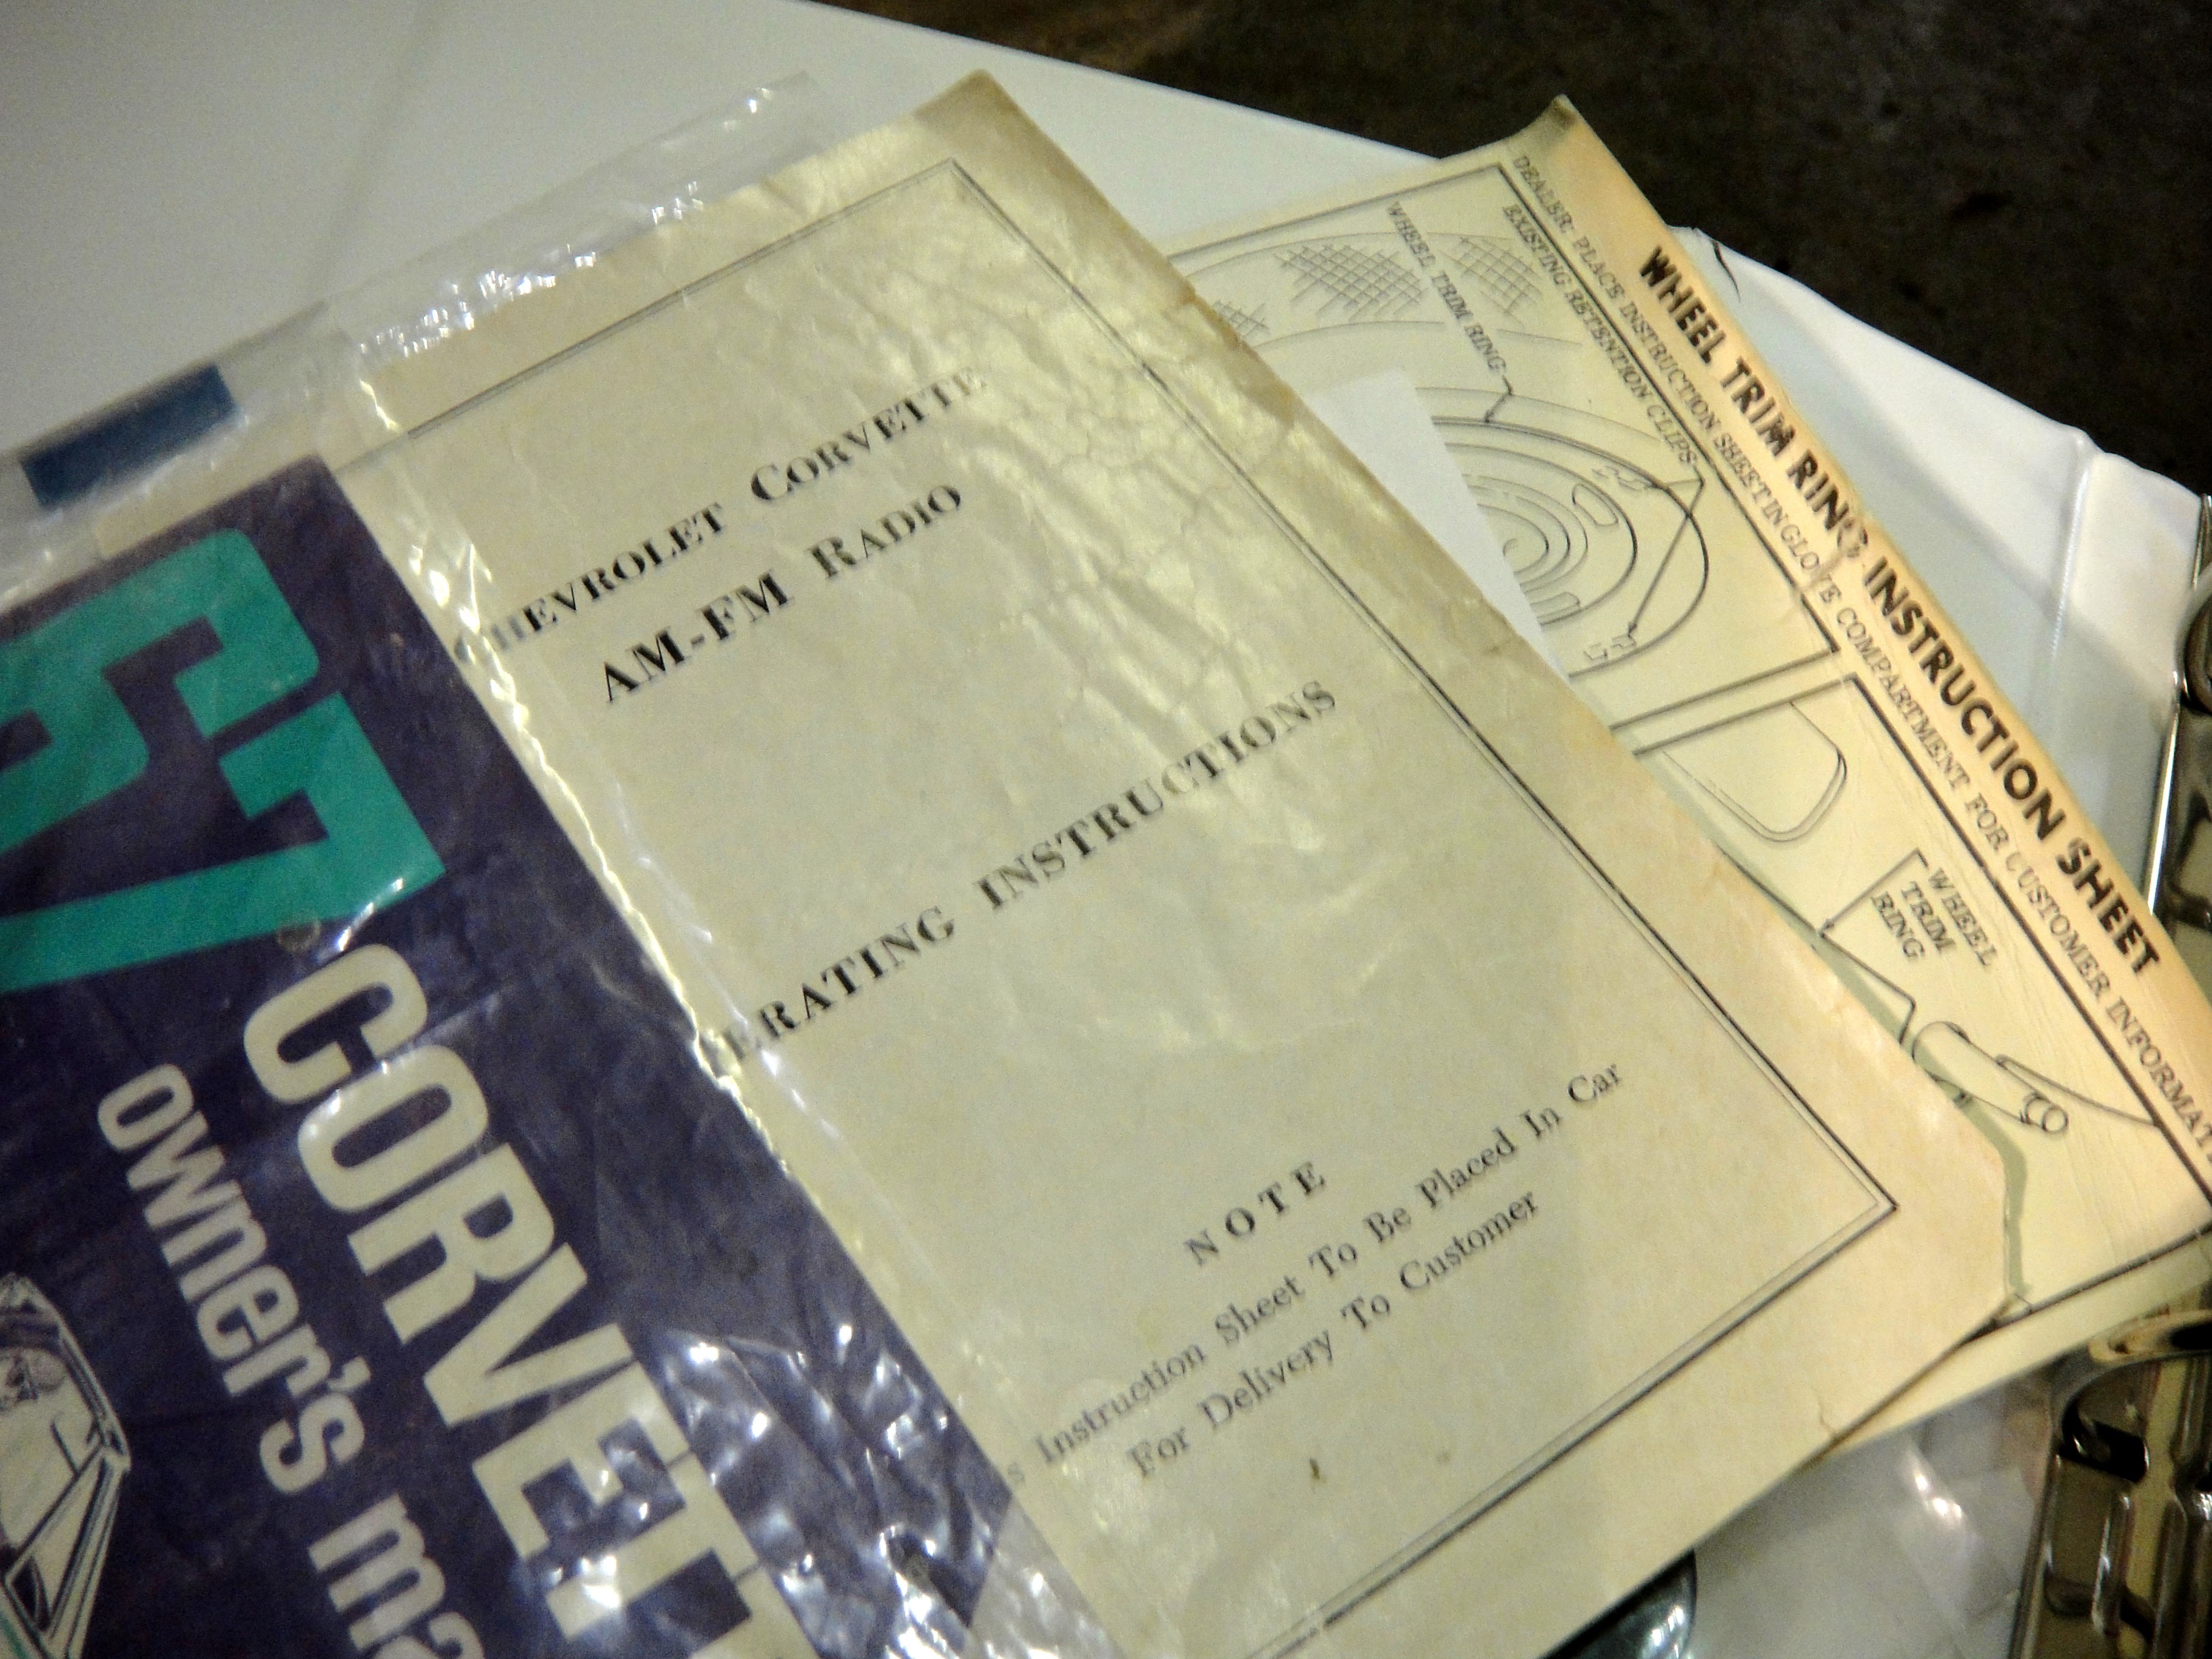 67
CORVET
owner's ma
CHEVROLET CORVETTE
AM-FM RADIO
ERATING INSTRUCTIONS
NOTE
s Instruction Sheet To Be Placed In Car
For Delivery To Customer
WHEEL TRIM RING INSTRUCTION SHEET
DEALER: PLACE INSTRUCTION SHEET IN GLOVE COMPARTMENT FOR CUSTOMER INFORMAT
EXISTING RETENTION CLIPS
WHEEL TRIM RING
WHEEL
TRIM
RING